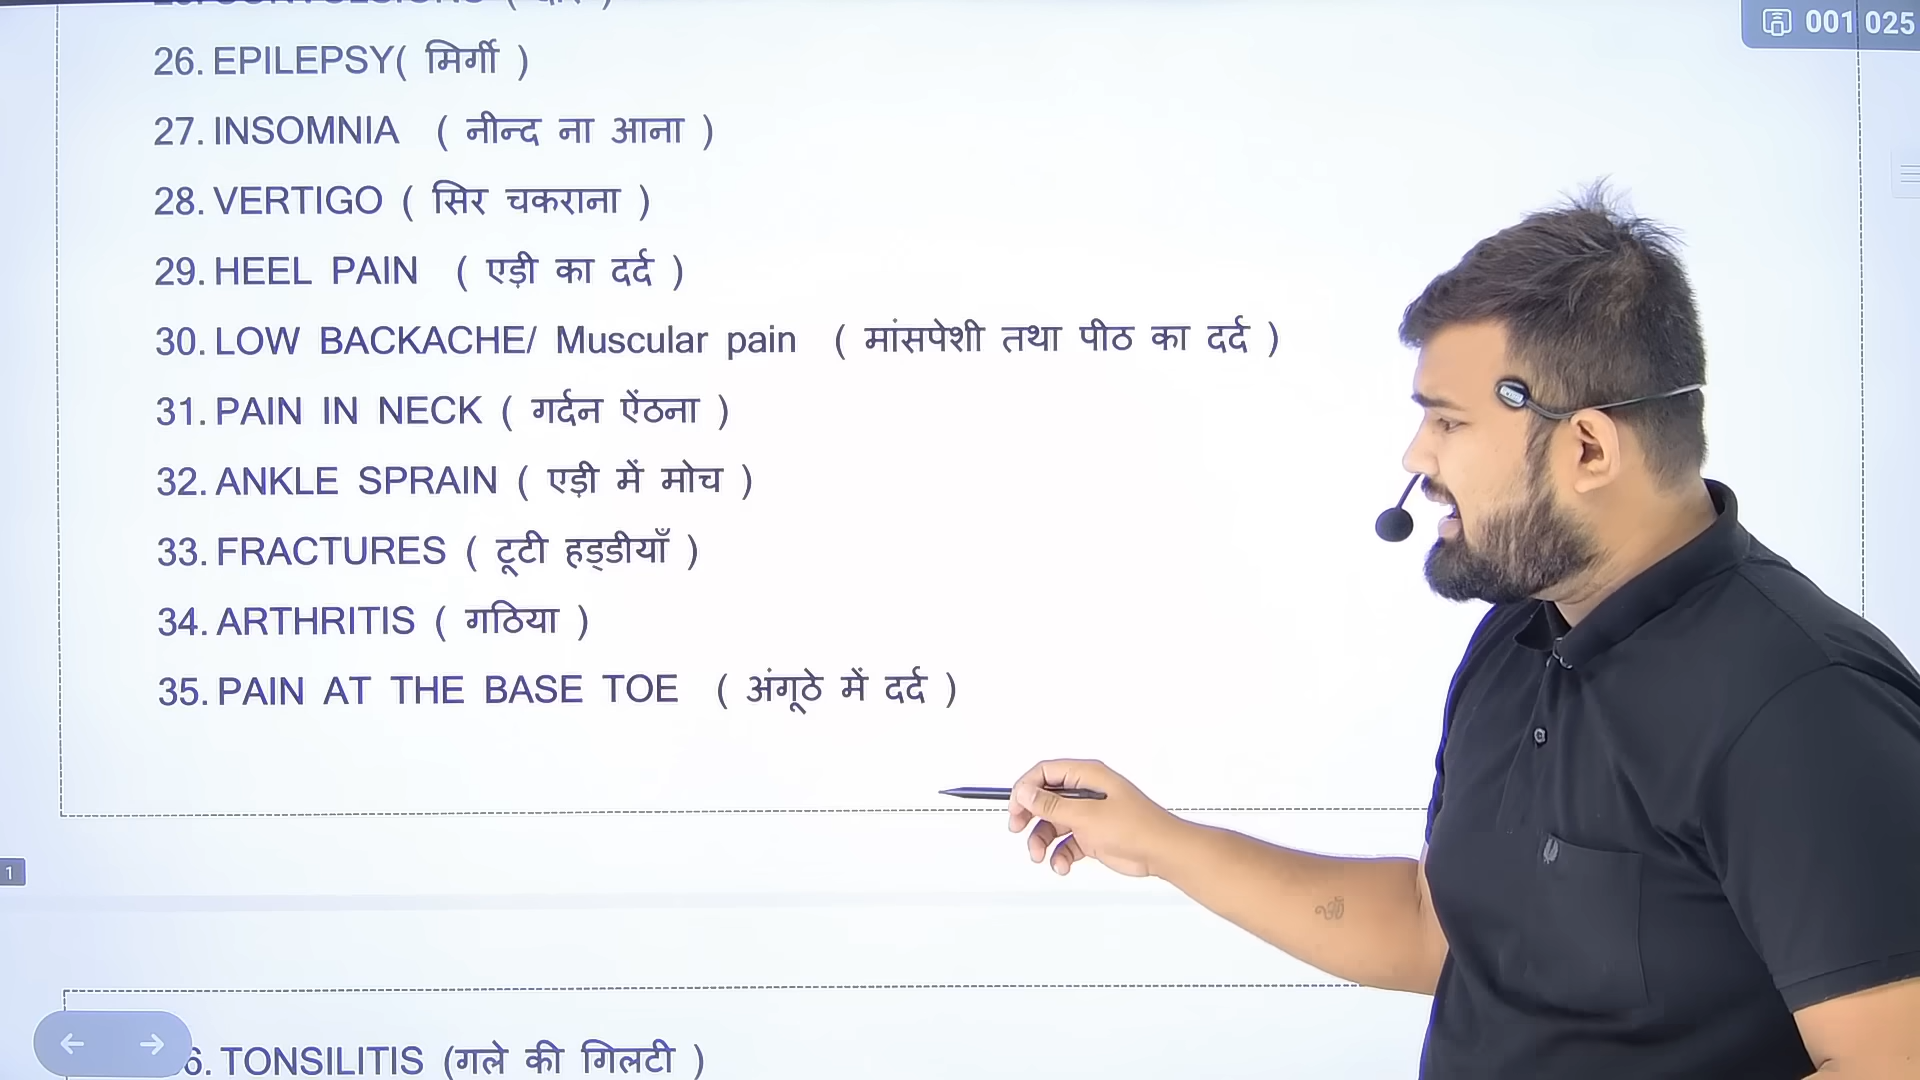 001 025
26. EPILEPSY( मिर्गी )
27. INSOMNIA ( नीन्द ना आना )
28. VERTIGO ( सिर चकराना )
29. HEEL PAIN ( एड़ी का दर्द )
30. LOW BACKACHE/ Muscular pain ( मांसपेशी तथा पीठ का दर्द )
31. PAIN IN NECK ( गर्दन ऐंठना )
32. ANKLE SPRAIN ( एड़ी में मोच )
33. FRACTURES ( टूटी हड्डीयाँ )
34. ARTHRITIS ( गठिया )
35. PAIN AT THE BASE TOE ( अंगूठे में दर्द )
1
6. TONSILITIS (गले की गिलटी )